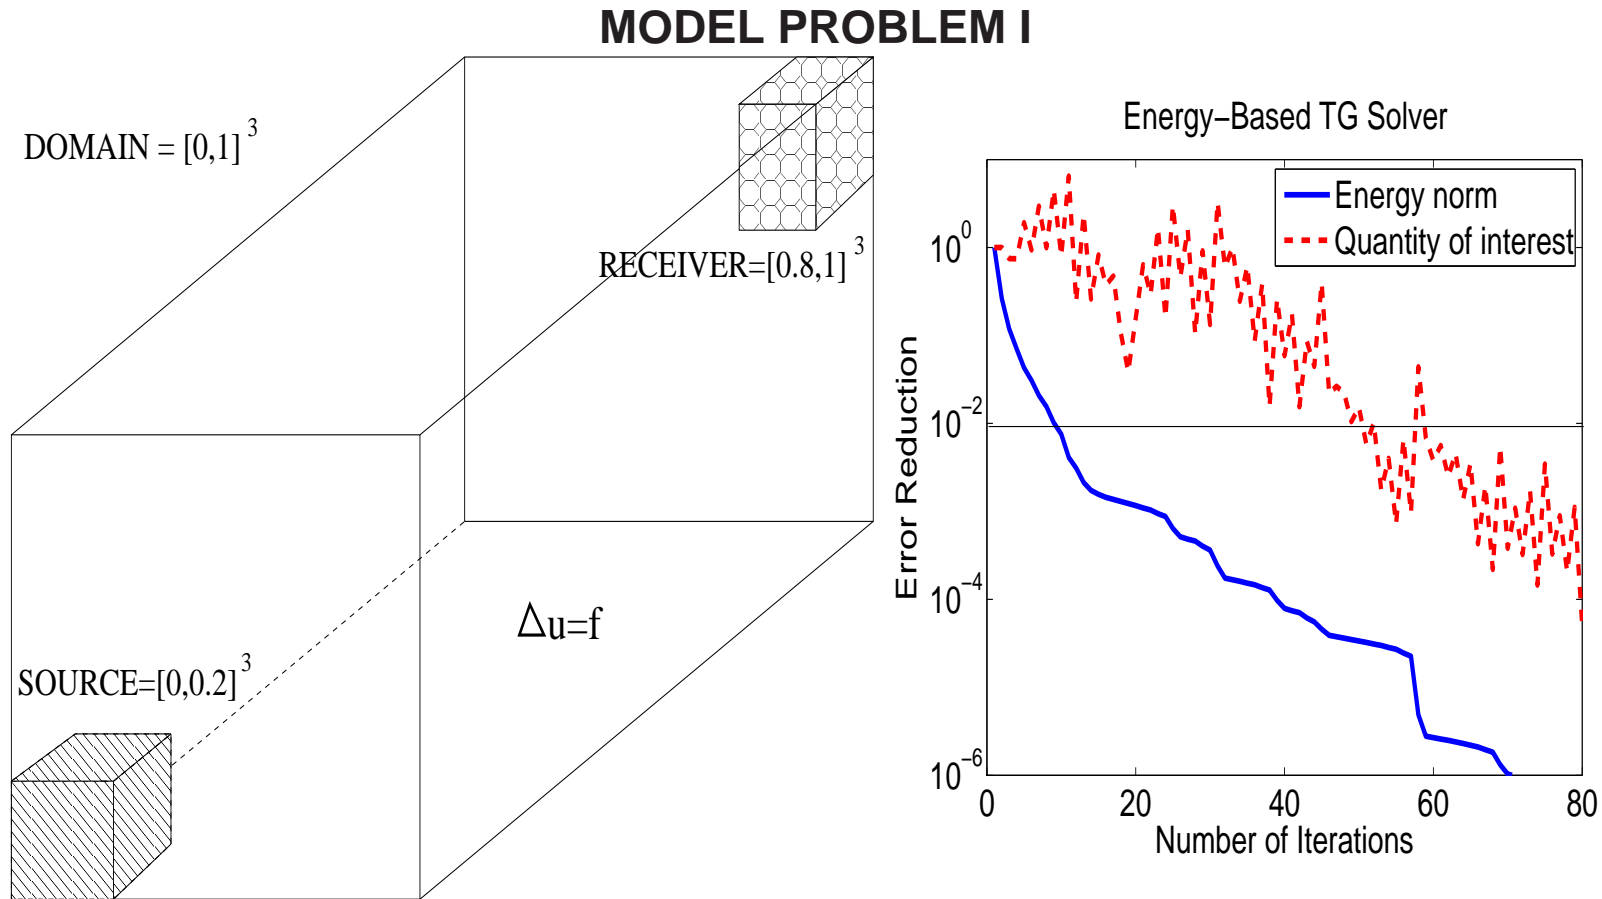 MODEL PROBLEM I
DOMAIN = [0,1]^3
RECEIVER=[0.8,1]^3
SOURCE=[0,0.2]^3
Δu=f
Energy−Based TG Solver
Energy norm
Quantity of interest
Error Reduction
10^0
10^−2
10^−4
10^−6
0 20 40 60 80
Number of Iterations